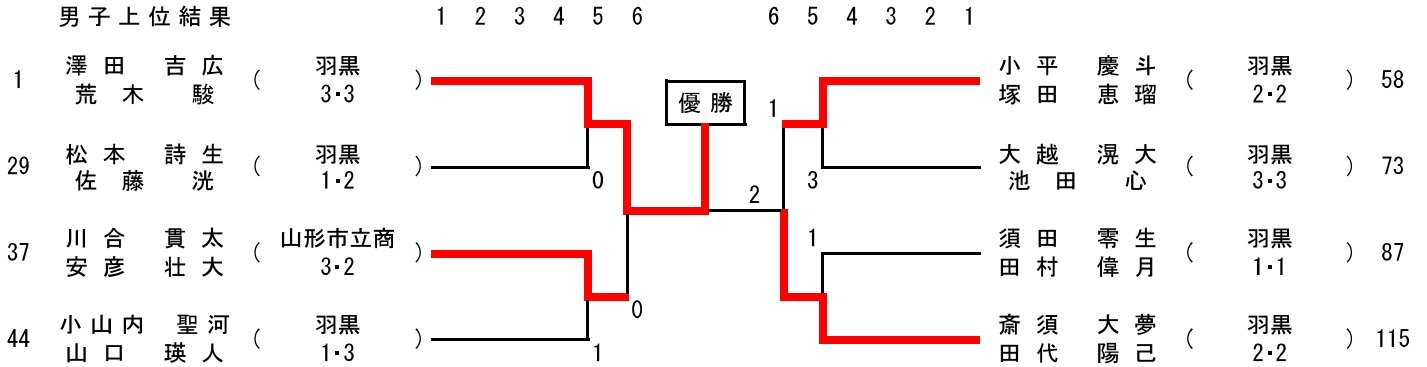 男子上位結果 1 2 3 4 5 6 6 5 4 3 2 1
1 澤田 吉広 ( 羽黒 )
荒木 駿 3・3
29 松本 詩生 ( 羽黒 )
佐藤 洸 1・2
0
37 川合 貫太 ( 山形市立商 )
安彦 壮大 3・2
0
44 小山内 聖河 ( 羽黒 )
山口 瑛人 1・3
1
優勝
2
1
小平 慶斗 ( 羽黒 ) 58
塚田 恵瑠 2・2
大越 滉大 ( 羽黒 ) 73
池田 心 3・3
3
1
須田 零生 ( 羽黒 ) 87
田村 偉月 1・1
斎須 大夢 ( 羽黒 ) 115
田代 陽己 2・2